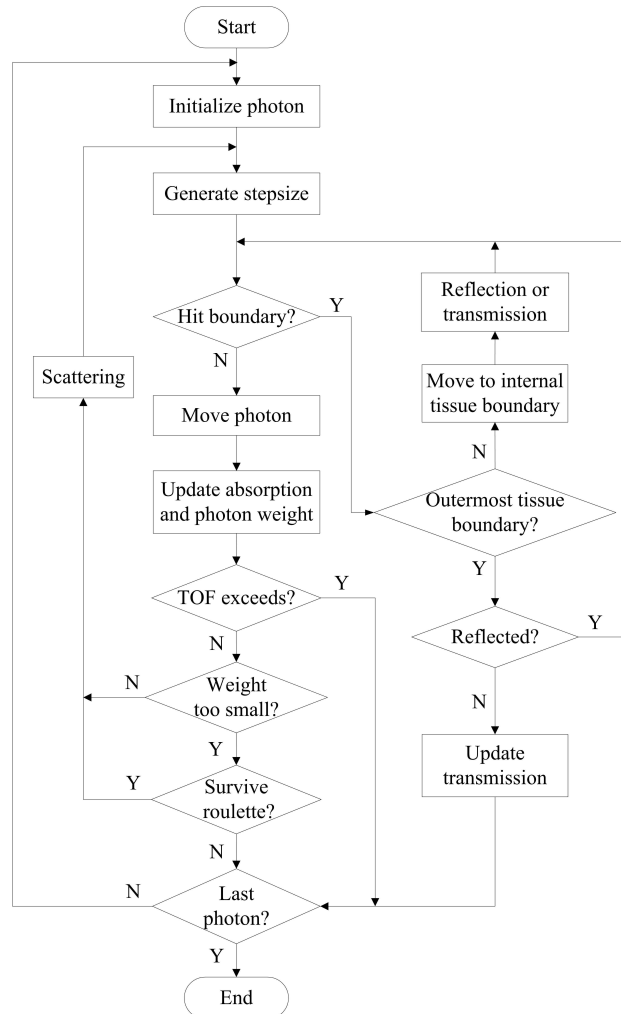 Start
Initialize photon
Generate stepsize
Hit boundary?
Y
N
Reflection or
transmission
Scattering
Move to internal
tissue boundary
Move photon
N
Update absorption
and photon weight
Outermost tissue
boundary?
Y
TOF exceeds?
Y
N
Reflected?
Y
N
Weight
too small?
N
Y
Update
transmission
Survive
roulette?
Y
N
Last
photon?
N
Y
End